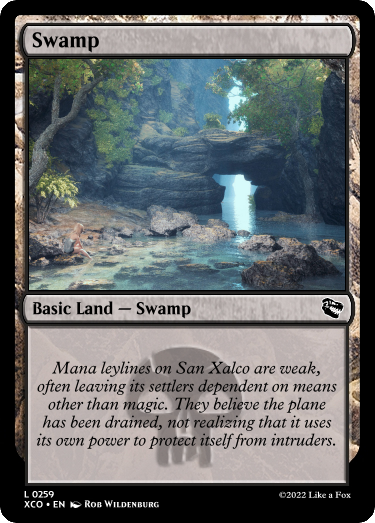 Swamp
Basic Land — Swamp
Mana leylines on San Xalco are weak,
often leaving its settlers dependent on means
other than magic. They believe the plane
has been drained, not realizing that it uses
its own power to protect itself from intruders.
L 0259
XCO • EN Rob Wildenburg
©2022 Like a Fox